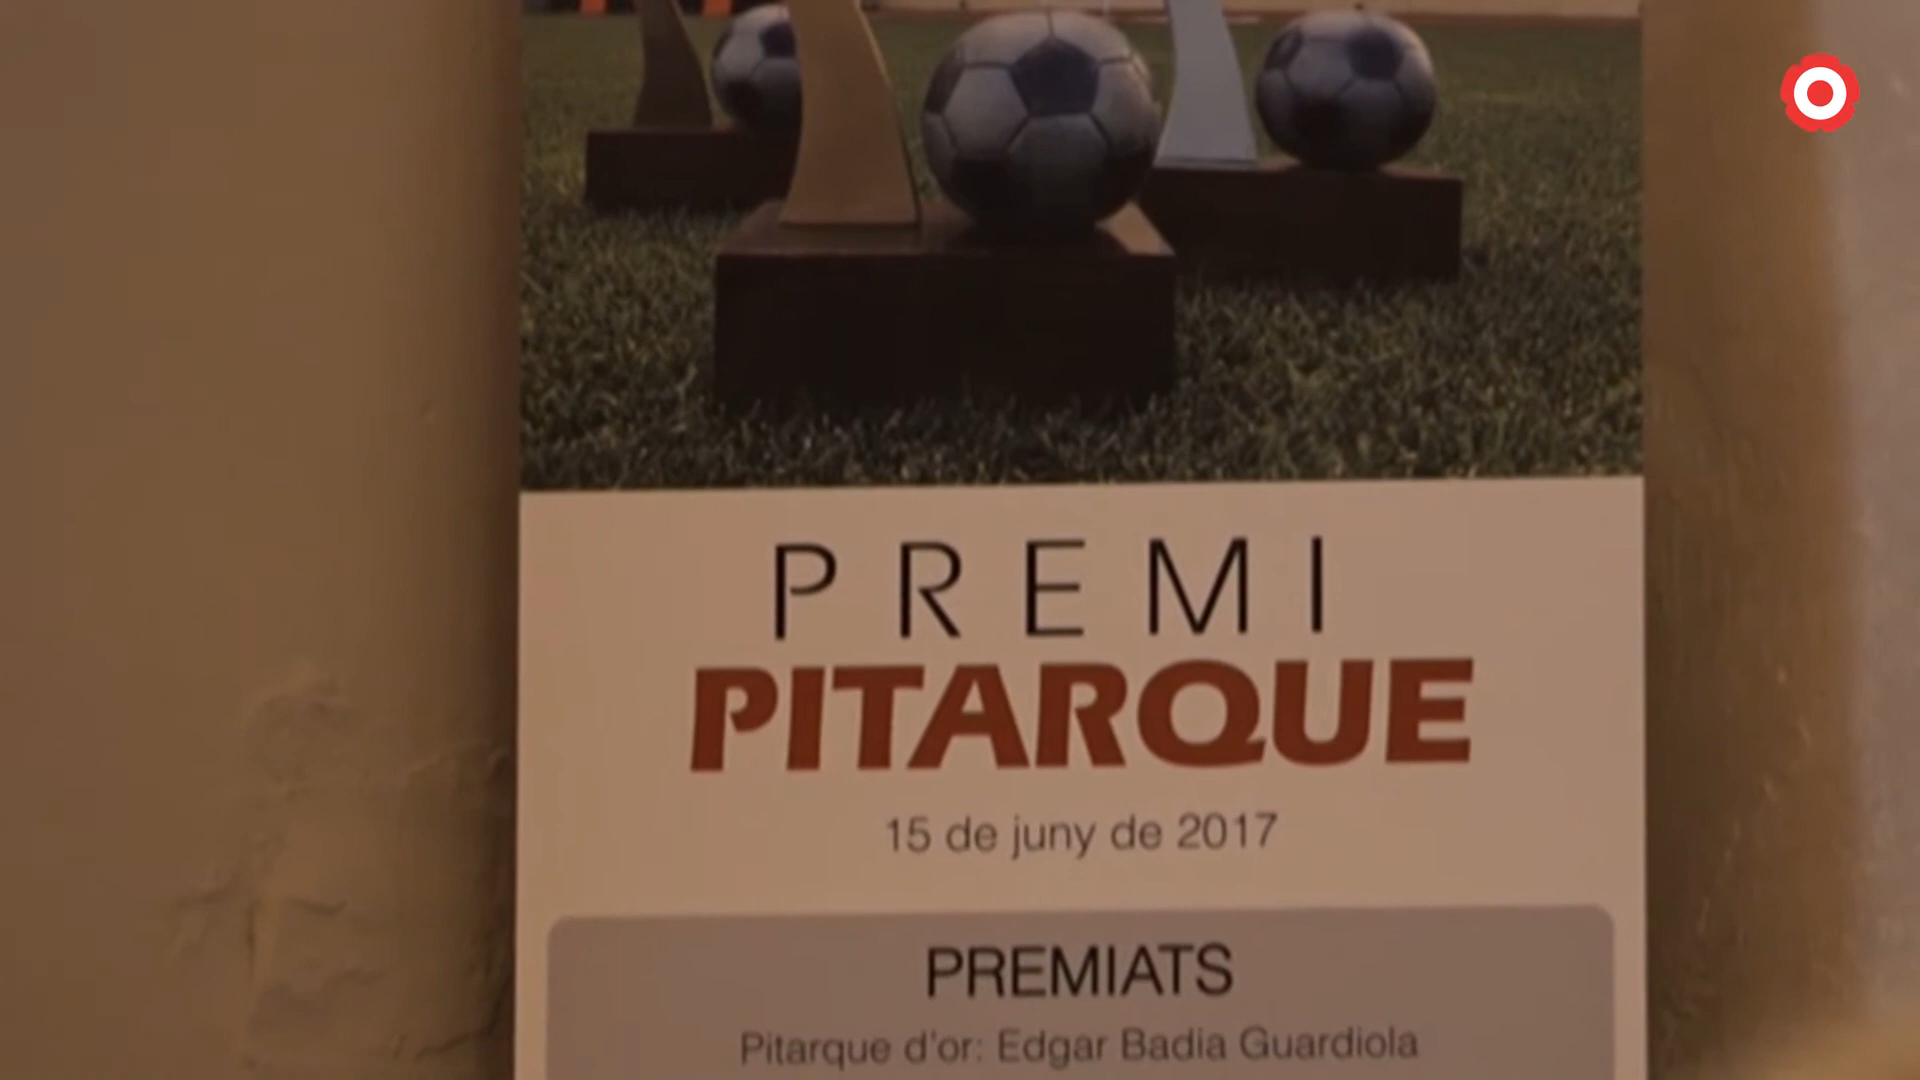 PREMI
PITARQUE
15 de juny de 2017
PREMIATS
Pitarque d'or: Edgar Badia Guardiola